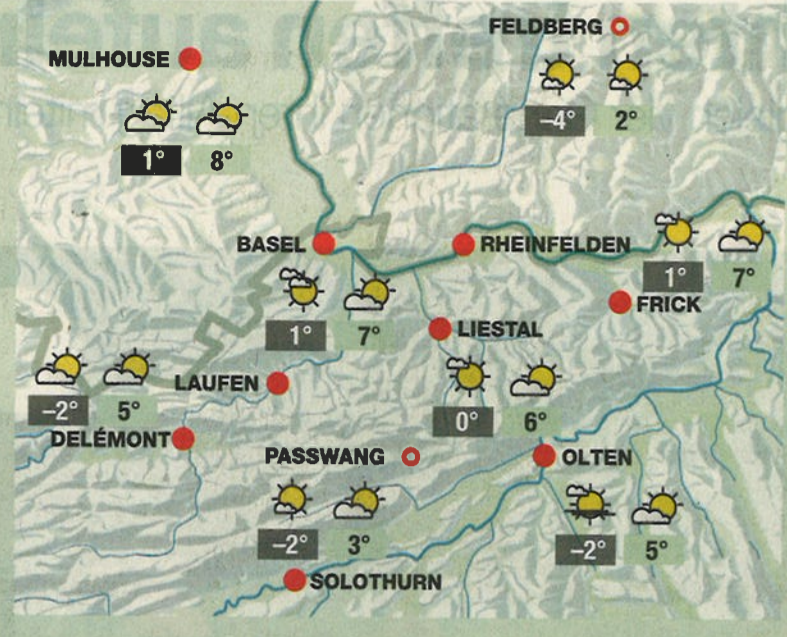 FELDBERG
MULHOUSE
–4° 2°
1° 8°
BASEL
RHEINFELDEN
1° 7°
FRICK
1° 7°
LIESTAL
LAUFEN
–2° 5°
0° 6°
DELÉMONT
PASSWANG
OLTEN
–2° 3°
–2° 5°
SOLOTHURN